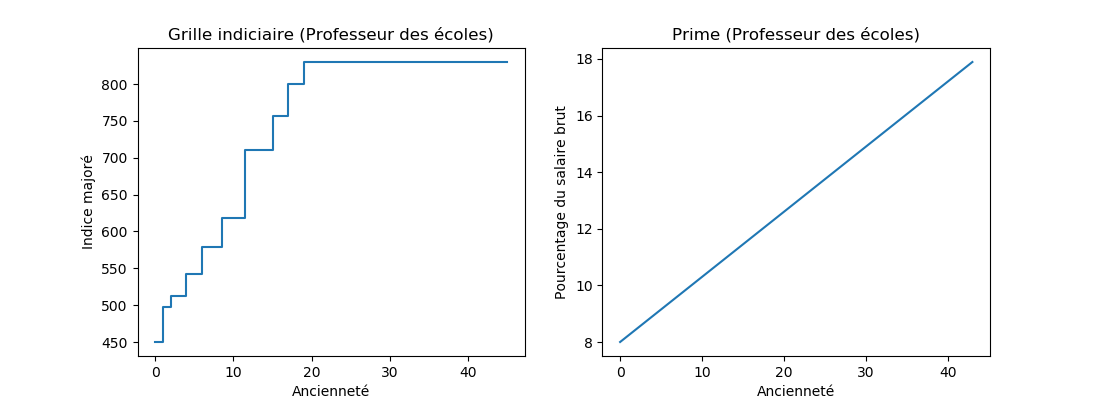 Grille indiciaire (Professeur des écoles)
800
750
700
650
600
550
500
450
Indice majoré
0 10 20 30 40
Ancienneté
Prime (Professeur des écoles)
18
16
14
12
10
8
Pourcentage du salaire brut
0 10 20 30 40
Ancienneté